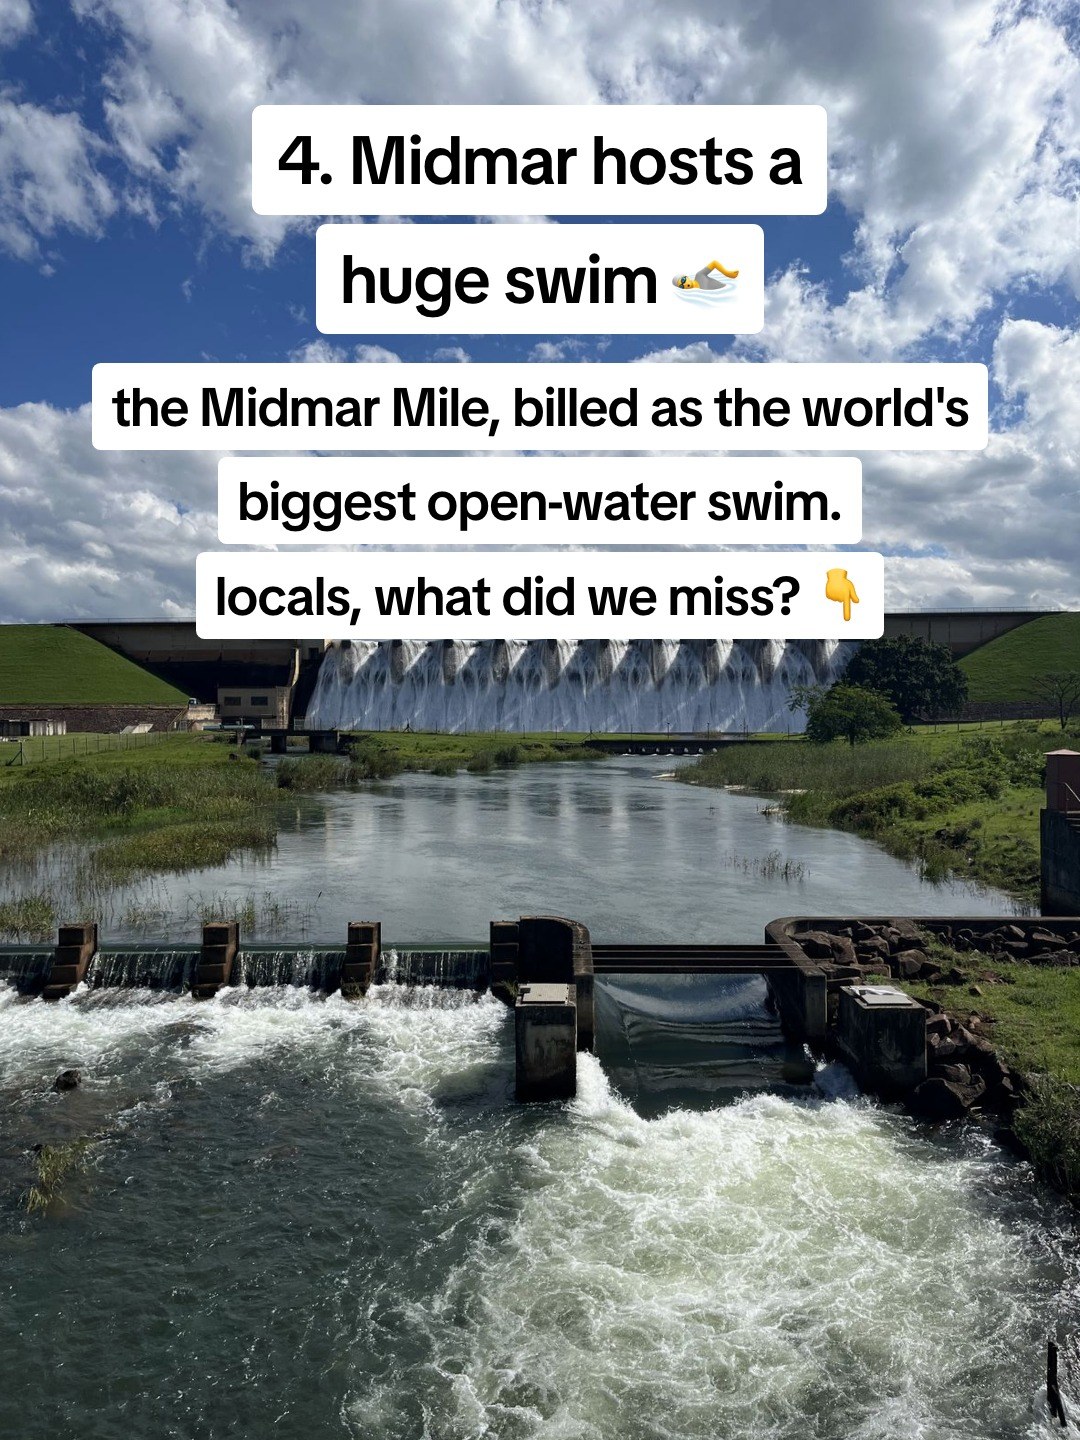 4. Midmar hosts a
huge swim 🏊
the Midmar Mile, billed as the world's
biggest open-water swim.
locals, what did we miss? 👇